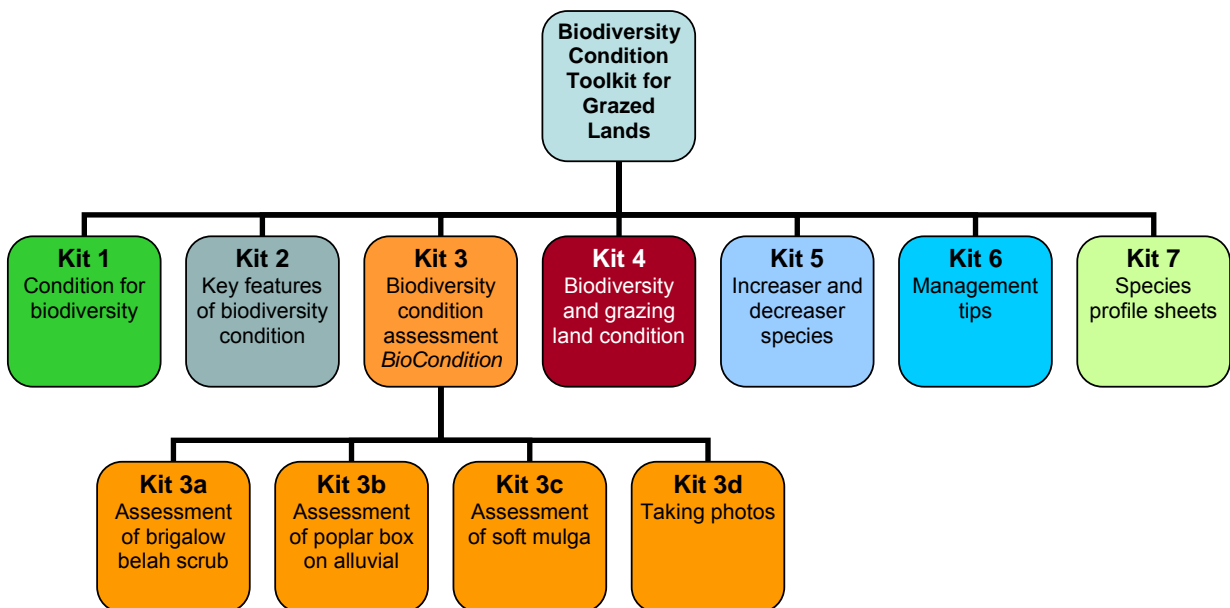 Biodiversity
Condition
Toolkit for
Grazed
Lands
Kit 1
Condition for
biodiversity
Kit 2
Key features
of biodiversity
condition
Kit 3
Biodiversity
condition
assessment
BioCondition
Kit 4
Biodiversity
and grazing
land condition
Kit 5
Increaser and
decreaser
species
Kit 6
Management
tips
Kit 7
Species
profile sheets
Kit 3a
Assessment
of brigalow
belah scrub
Kit 3b
Assessment
of poplar box
on alluvial
Kit 3c
Assessment
of soft mulga
Kit 3d
Taking photos